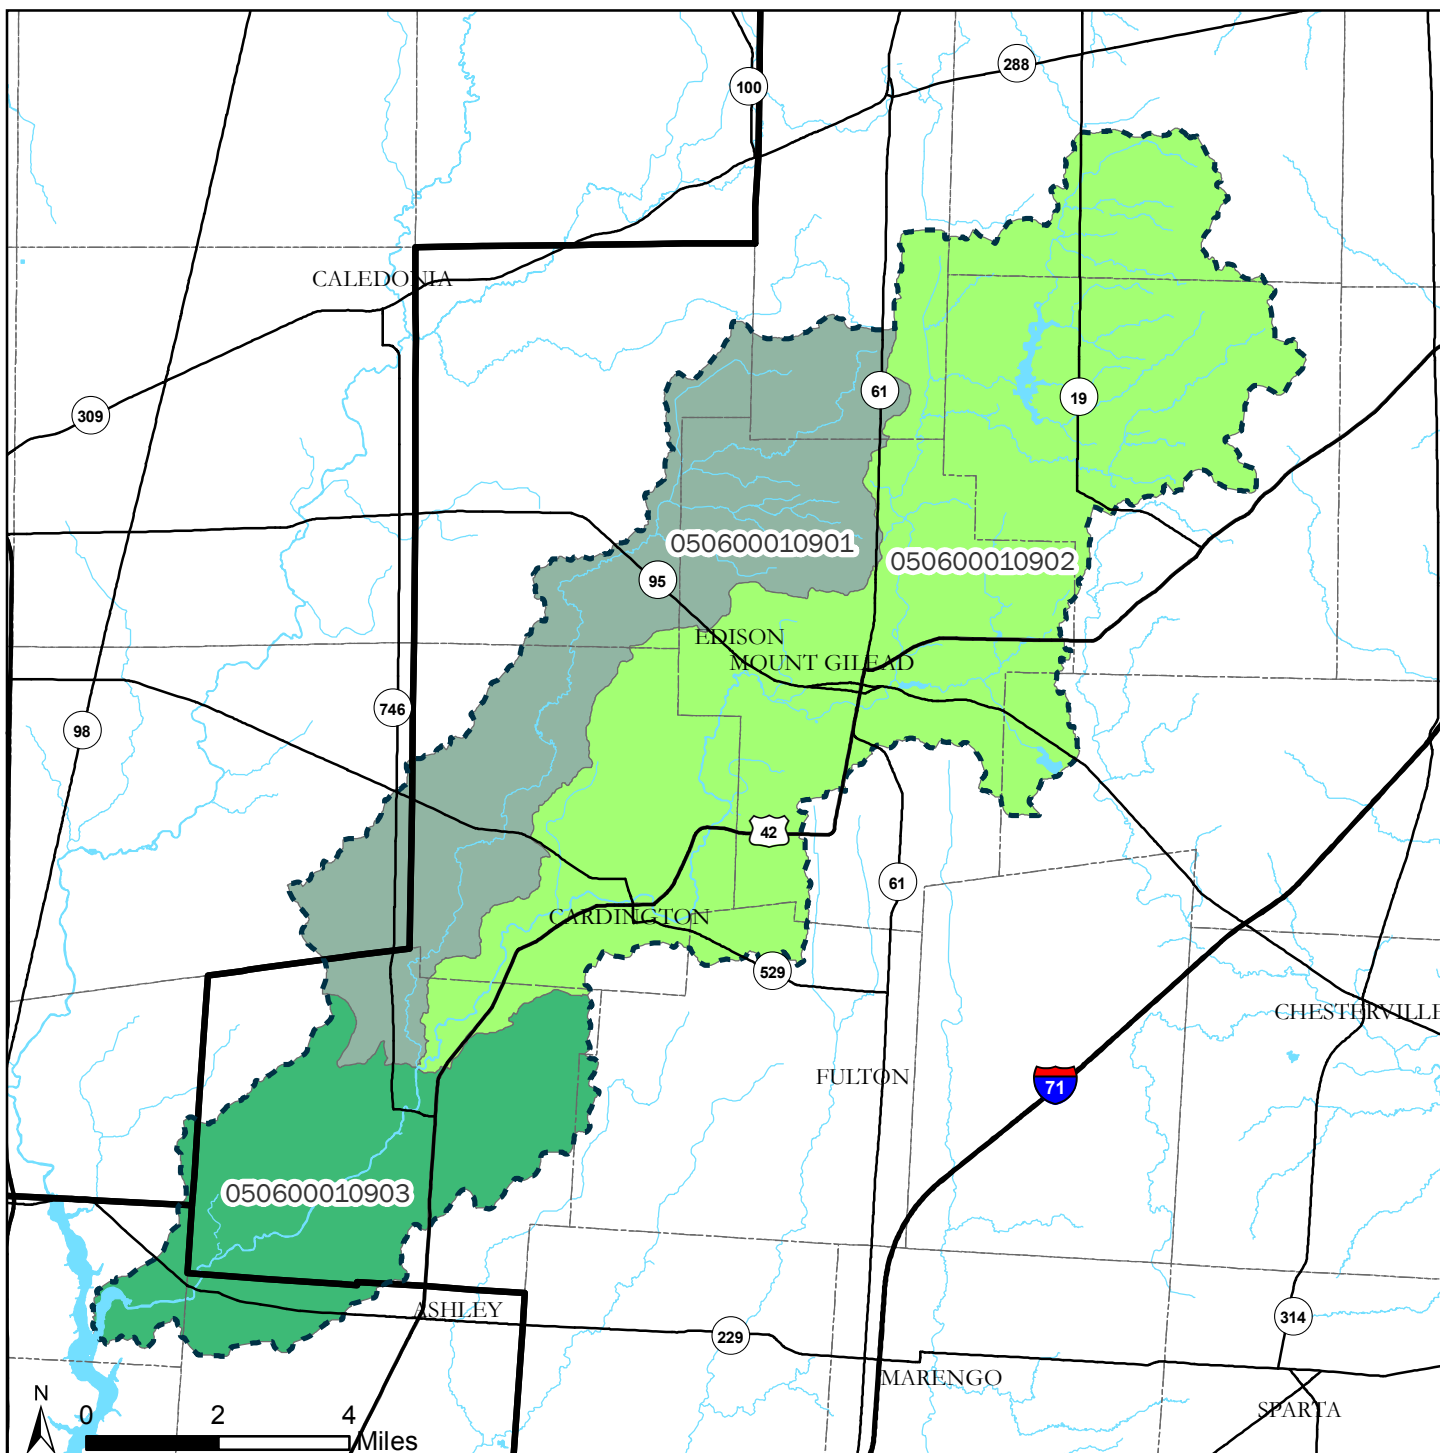 288
100
CALEDONIA
61
19
309
050600010901
050600010902
95
EDISON
MOUNT GILEAD
746
98
42
61
CARDINGTON
529
CHESTERVILLE
FULTON
71
050600010903
ASHLEY
314
229
MARENGO
SPARTA
N
0 2 4
Miles